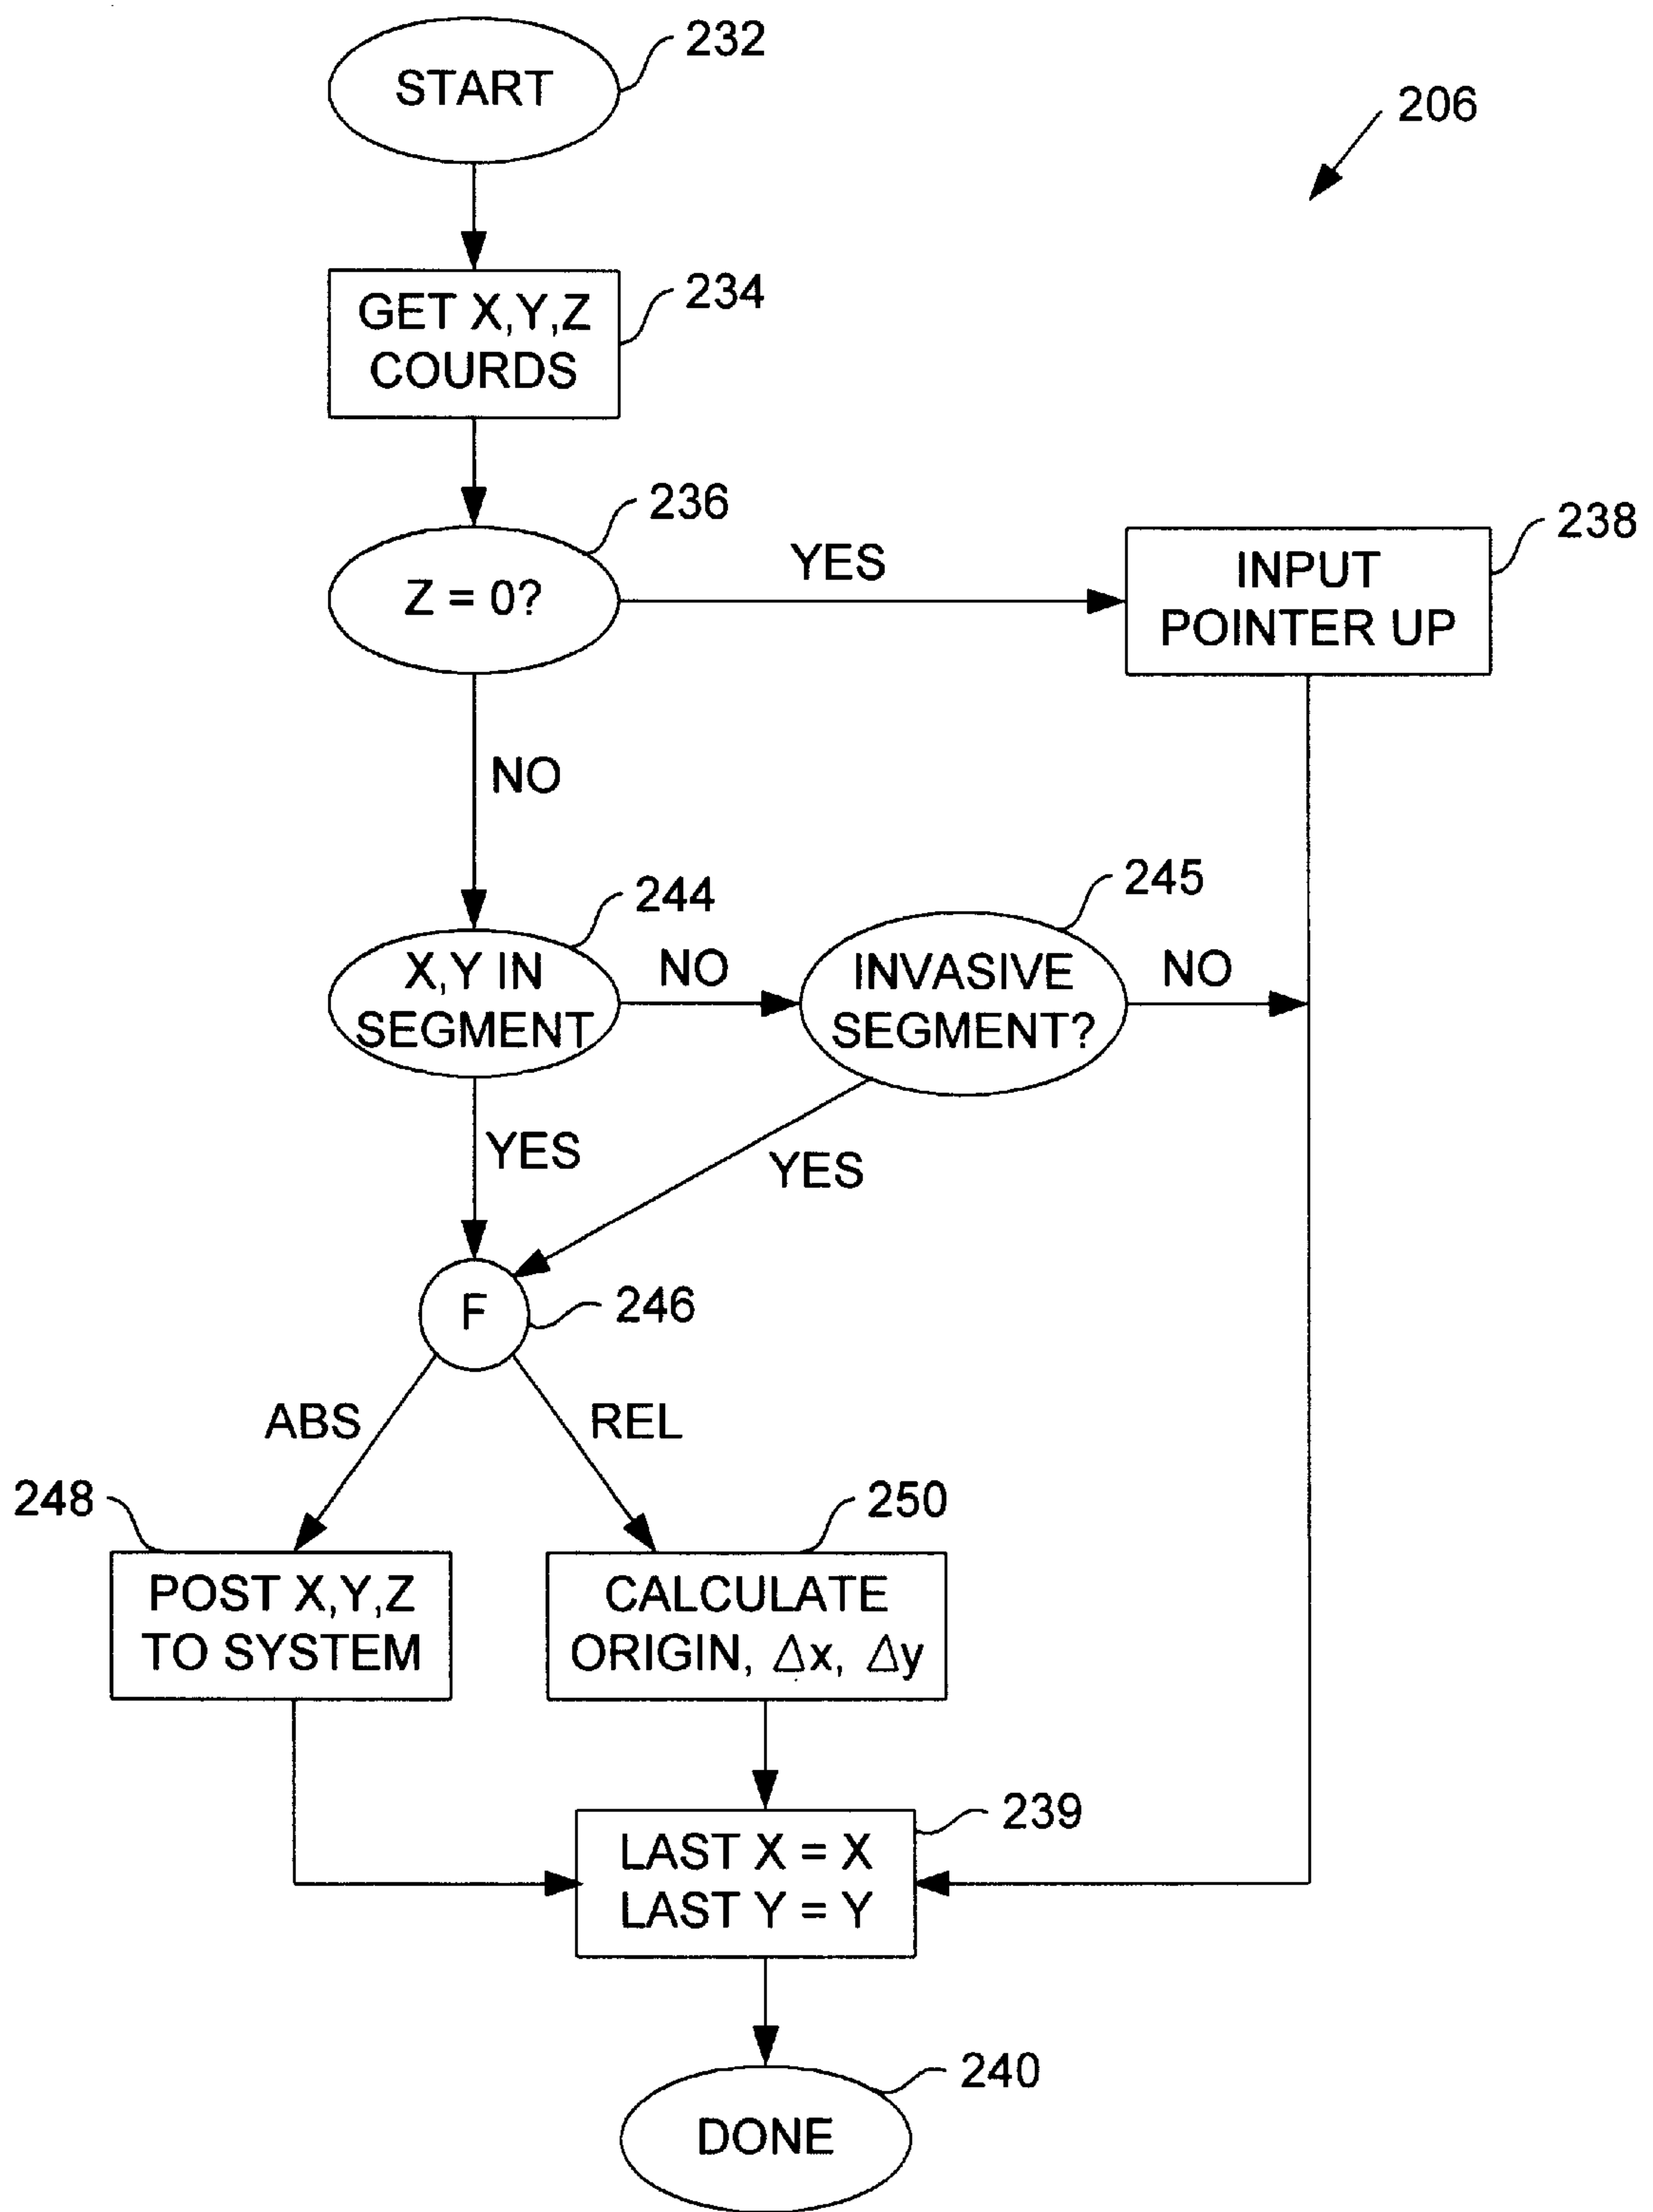 232
START
206
234
GET X,Y,Z
COURDS
236
Z = 0?
YES
238
INPUT
POINTER UP
NO
244
X,Y IN
SEGMENT
NO
245
INVASIVE
SEGMENT?
NO
YES
YES
F
246
ABS
REL
248
POST X,Y,Z
TO SYSTEM
250
CALCULATE
ORIGIN, Δx, Δy
239
LAST X = X
LAST Y = Y
240
DONE